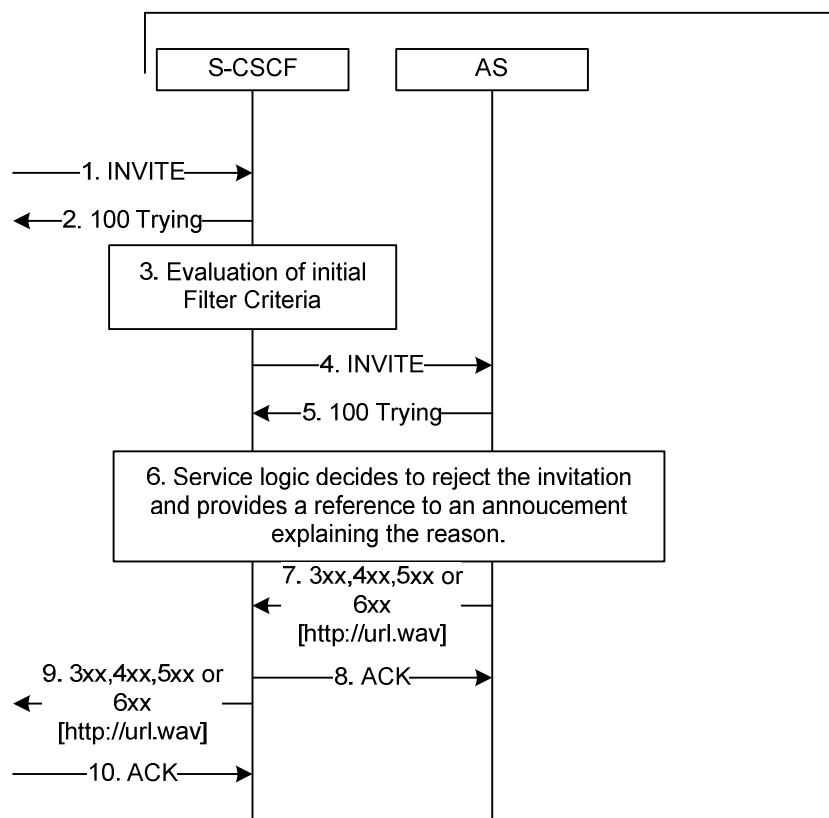 S-CSCF
AS
1. INVITE
2. 100 Trying
3. Evaluation of initial
Filter Criteria
4. INVITE
5. 100 Trying
6. Service logic decides to reject the invitation
and provides a reference to an annoucement
explaining the reason.
7. 3xx,4xx,5xx or
6xx
[http://url.wav]
8. ACK
9. 3xx,4xx,5xx or
6xx
[http://url.wav]
10. ACK